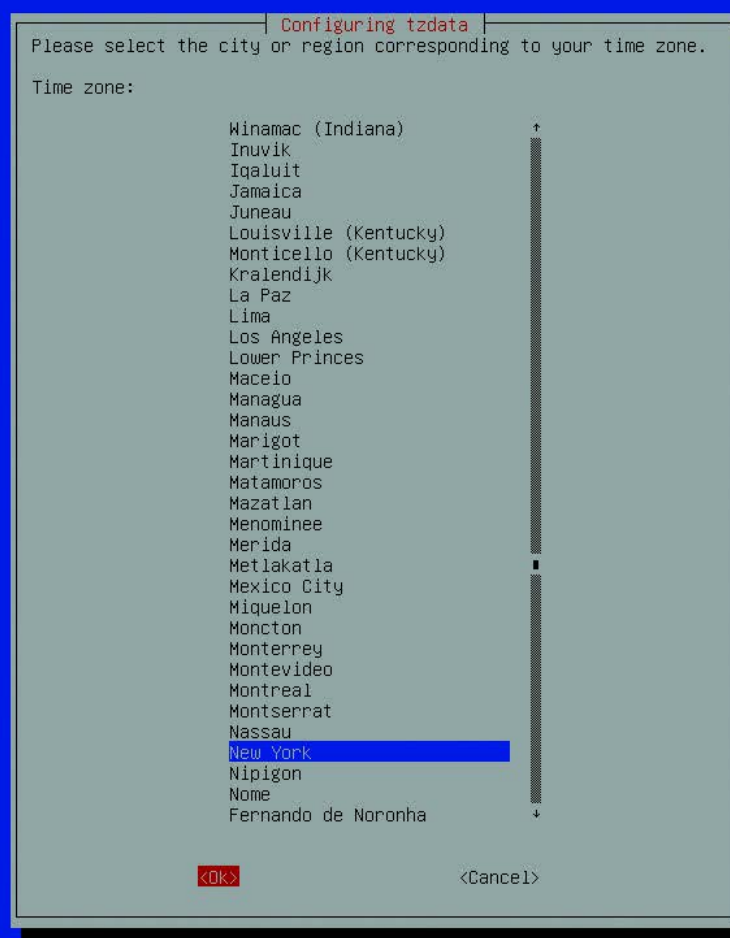 Configuring tzdata
Please select the city or region corresponding to your time zone.
Time zone:
Winamac (Indiana)
Inuvik
Iqaluit
Jamaica
Juneau
Louisville (Kentucky)
Monticello (Kentucky)
Kralendijk
La Paz
Lima
Los Angeles
Lower Princes
Maceio
Managua
Manaus
Marigot
Martinique
Matamoros
Mazatlan
Menominee
Merida
Metlakatla
Mexico City
Miquelon
Moncton
Monterrey
Montevideo
Montreal
Montserrat
Nassau
New York
Nipigon
Nome
Fernando de Noronha
<Ok> <Cancel>